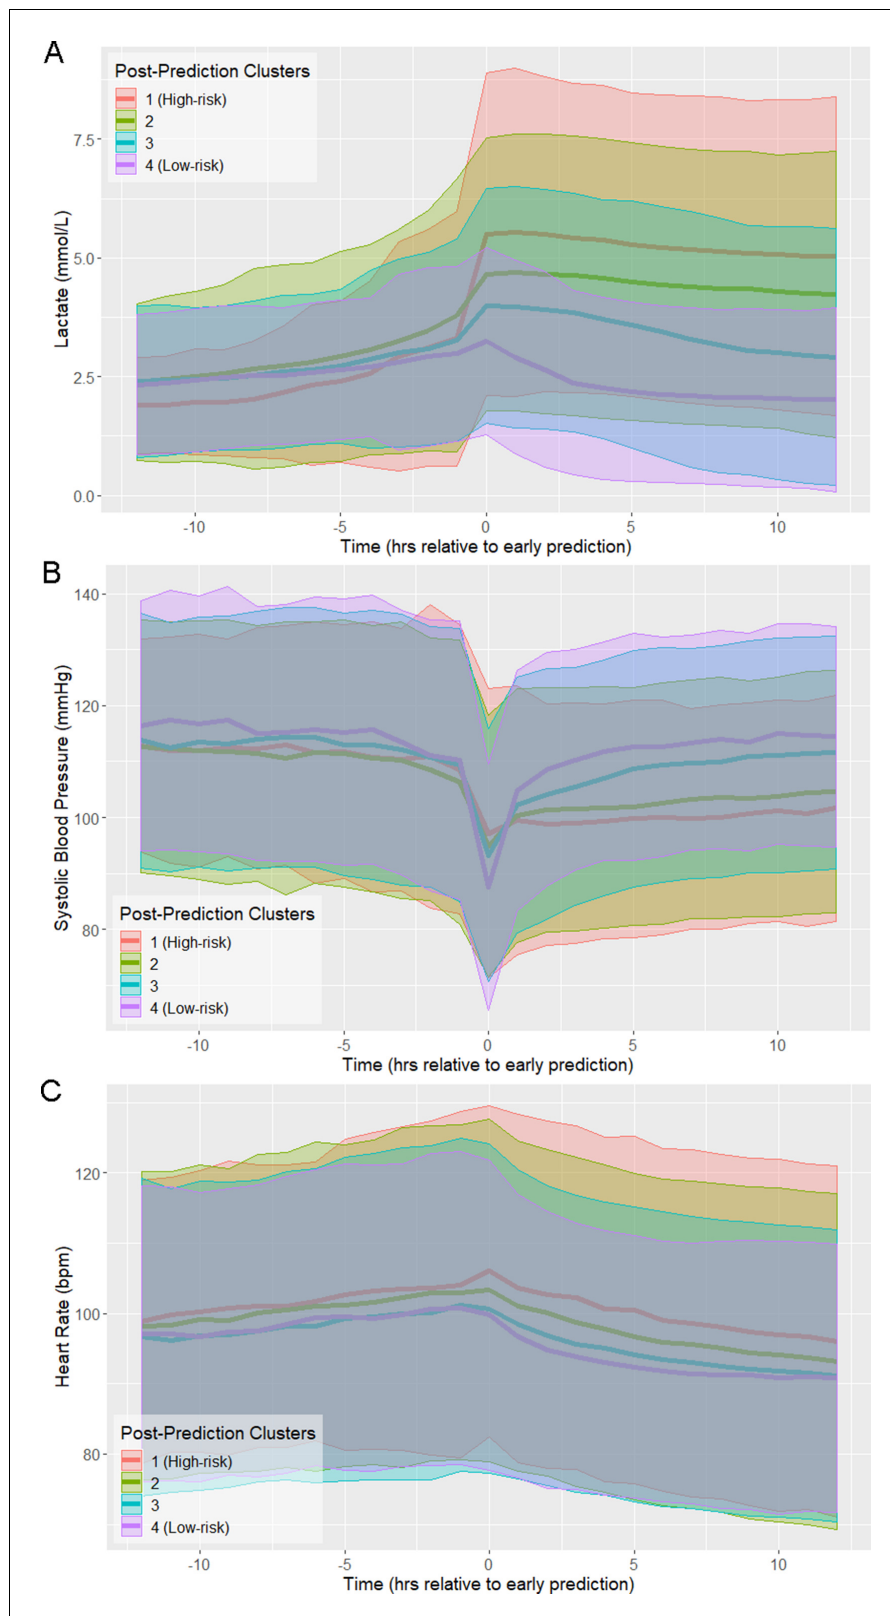 A
Post-Prediction Clusters
1 (High-risk)
2
3
4 (Low-risk)
Lactate (mmol/L)
7.5
5.0
2.5
0.0
-10 -5 0 5 10
Time (hrs relative to early prediction)
B
Systolic Blood Pressure (mmHg)
140
120
100
80
Post-Prediction Clusters
1 (High-risk)
2
3
4 (Low-risk)
-10 -5 0 5 10
Time (hrs relative to early prediction)
C
Heart Rate (bpm)
120
100
80
Post-Prediction Clusters
1 (High-risk)
2
3
4 (Low-risk)
-10 -5 0 5 10
Time (hrs relative to early prediction)